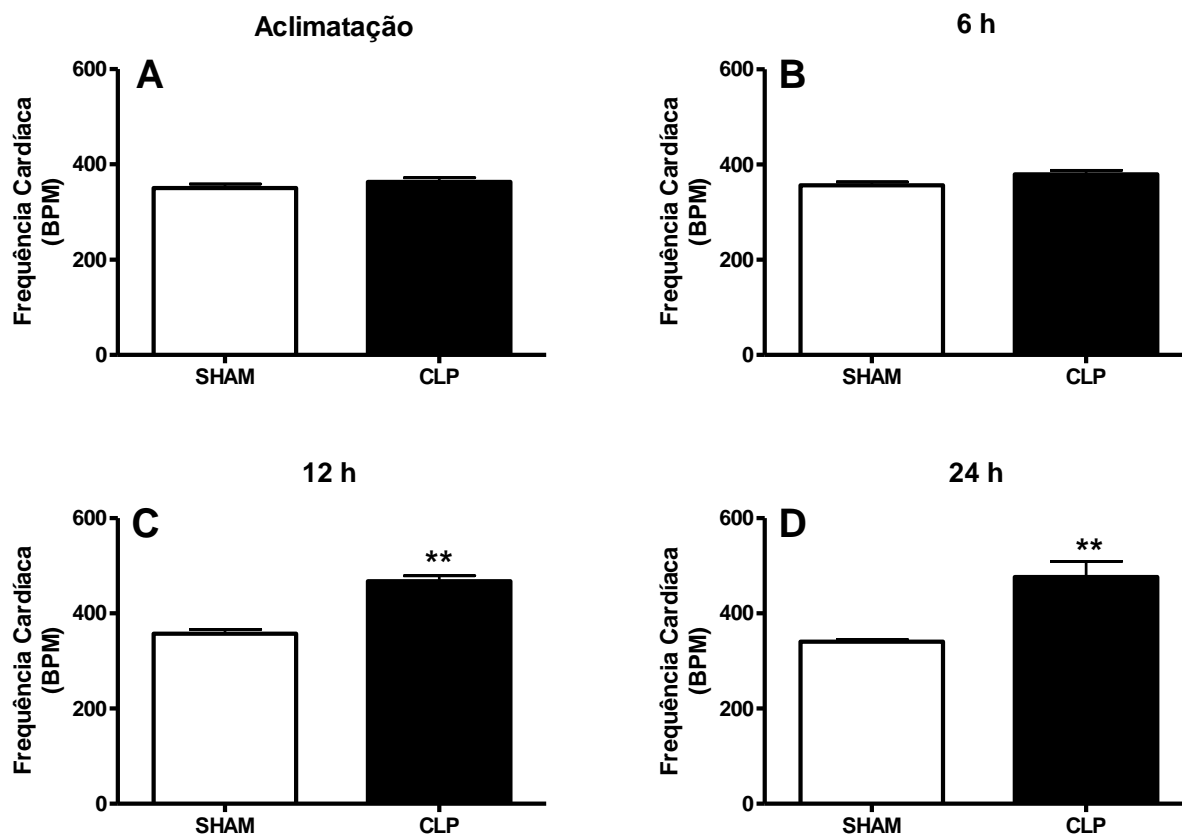 Aclimatação
A
600
400
200
0
Frequência Cardíaca
(BPM)
SHAM CLP
6 h
B
600
400
200
0
Frequência Cardíaca
(BPM)
SHAM CLP
12 h
C
600
400
200
0
Frequência Cardíaca
(BPM)
**
SHAM CLP
24 h
D
600
400
200
0
Frequência Cardíaca
(BPM)
**
SHAM CLP